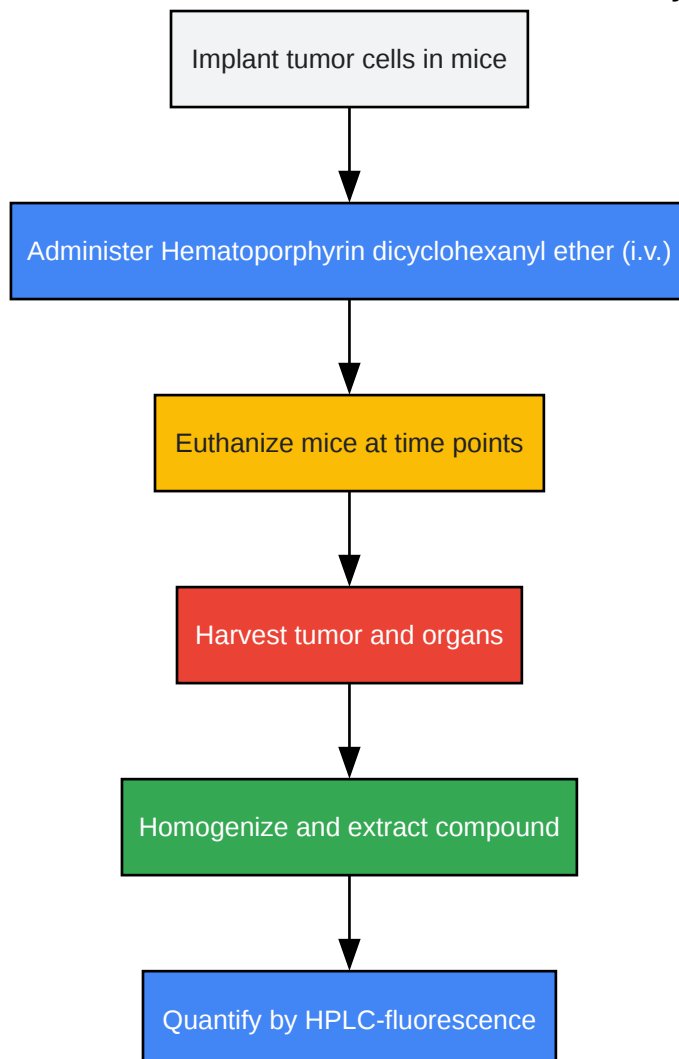 Implant tumor cells in mice
Administer Hematoporphyrin dicyclohexanyl ether (i.v.)
Euthanize mice at time points
Harvest tumor and organs
Homogenize and extract compound
Quantify by HPLC-fluorescence